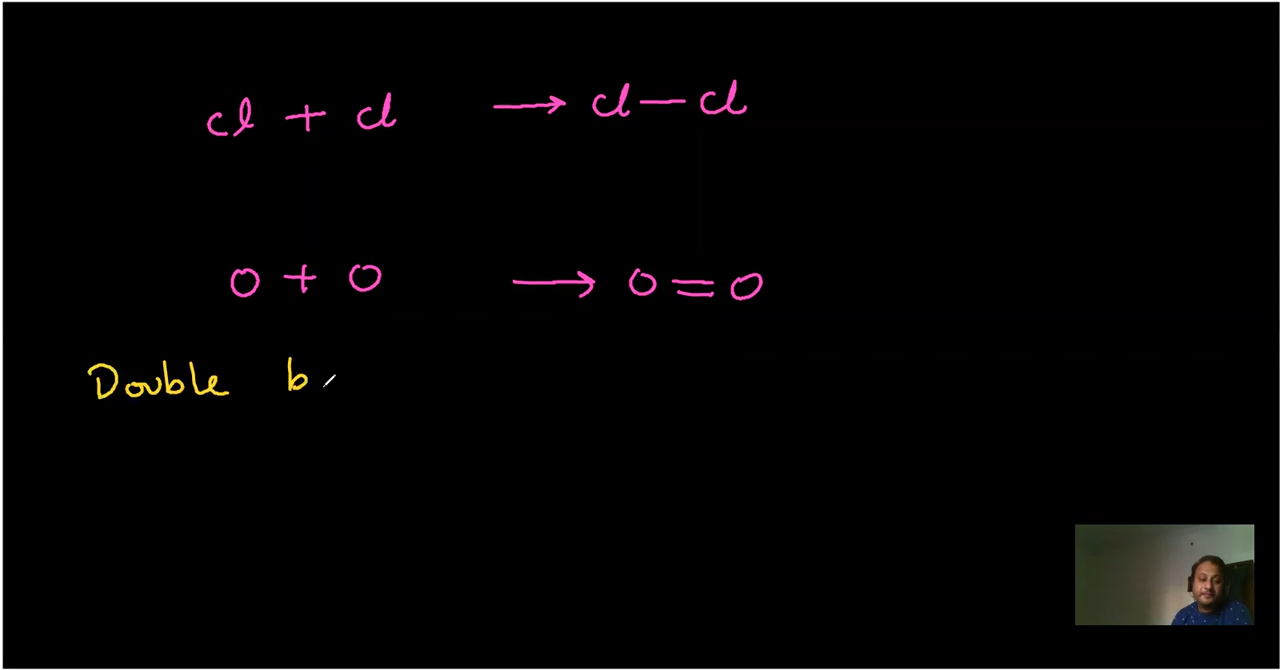 Cl + Cl → Cl — Cl
O + O → O = O
Double b